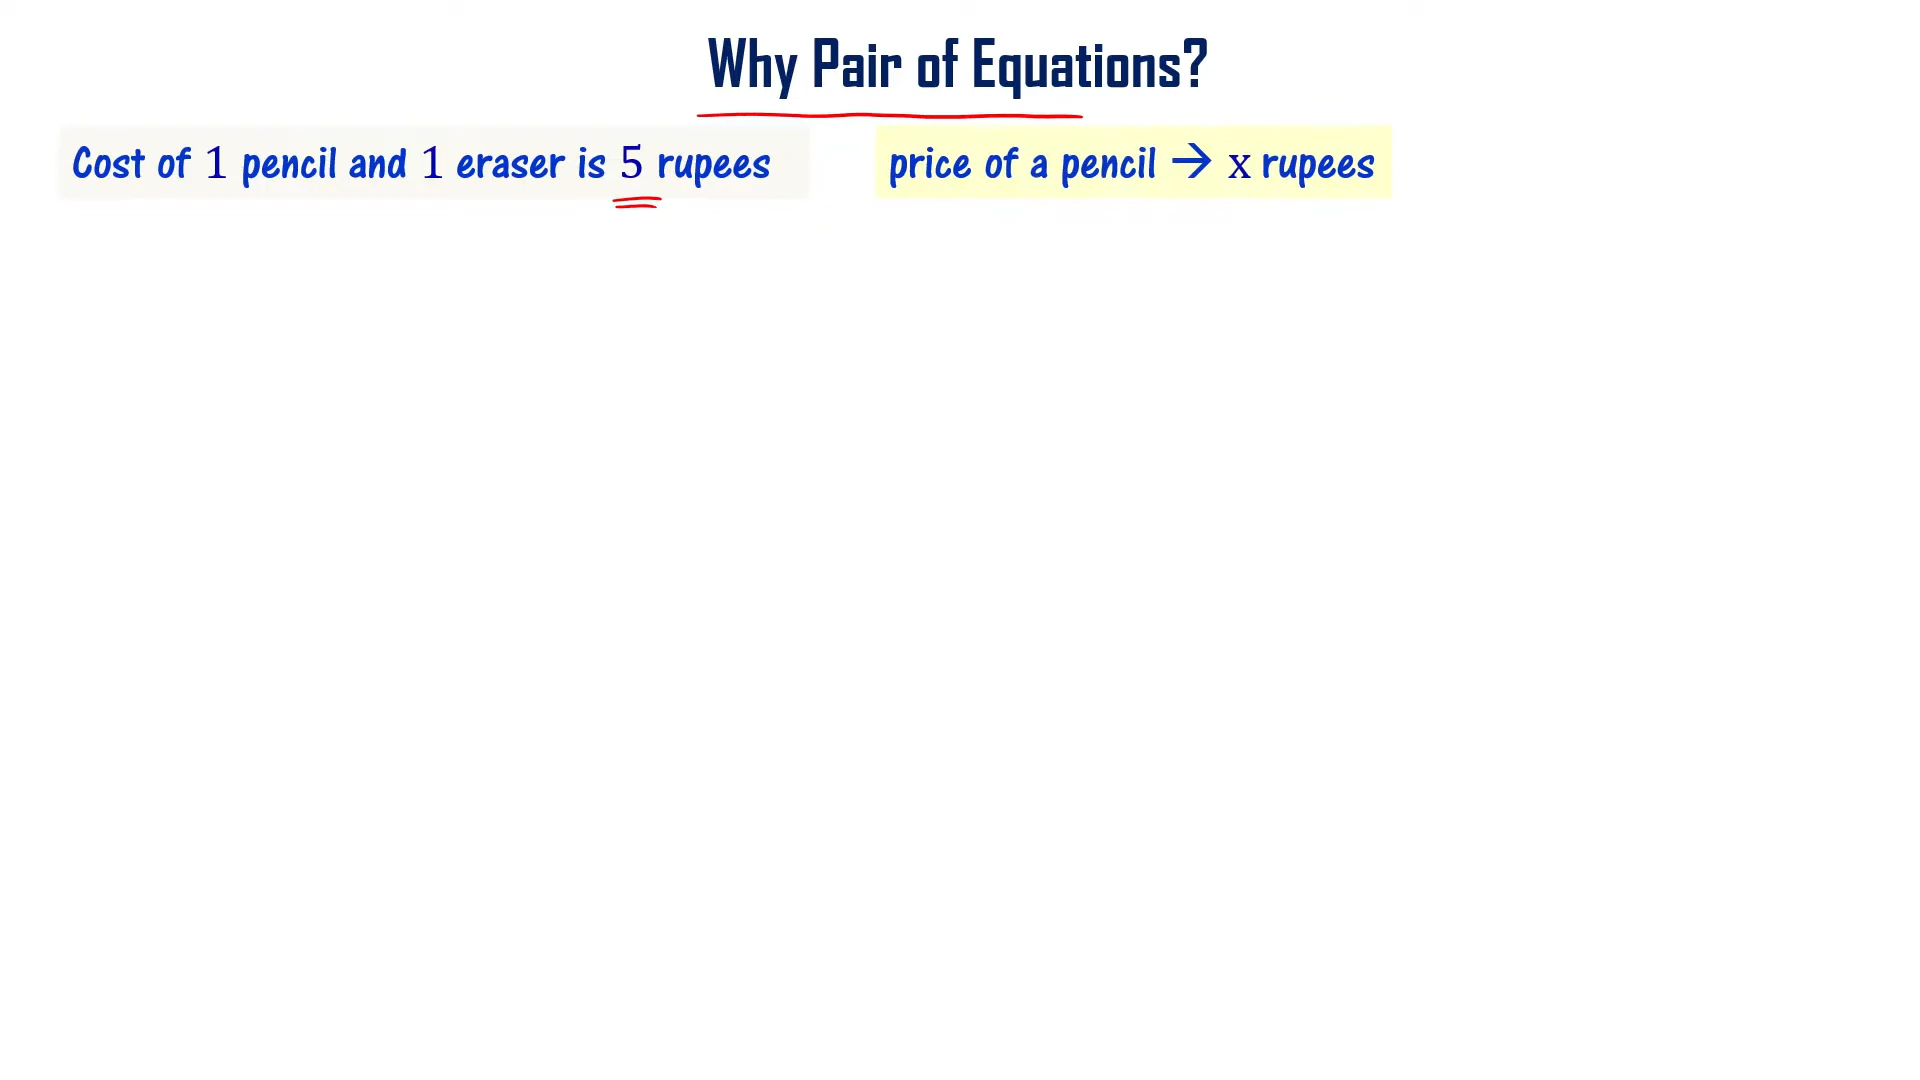 Why Pair of Equations?
Cost of 1 pencil and 1 eraser is 5 rupees
price of a pencil → x rupees